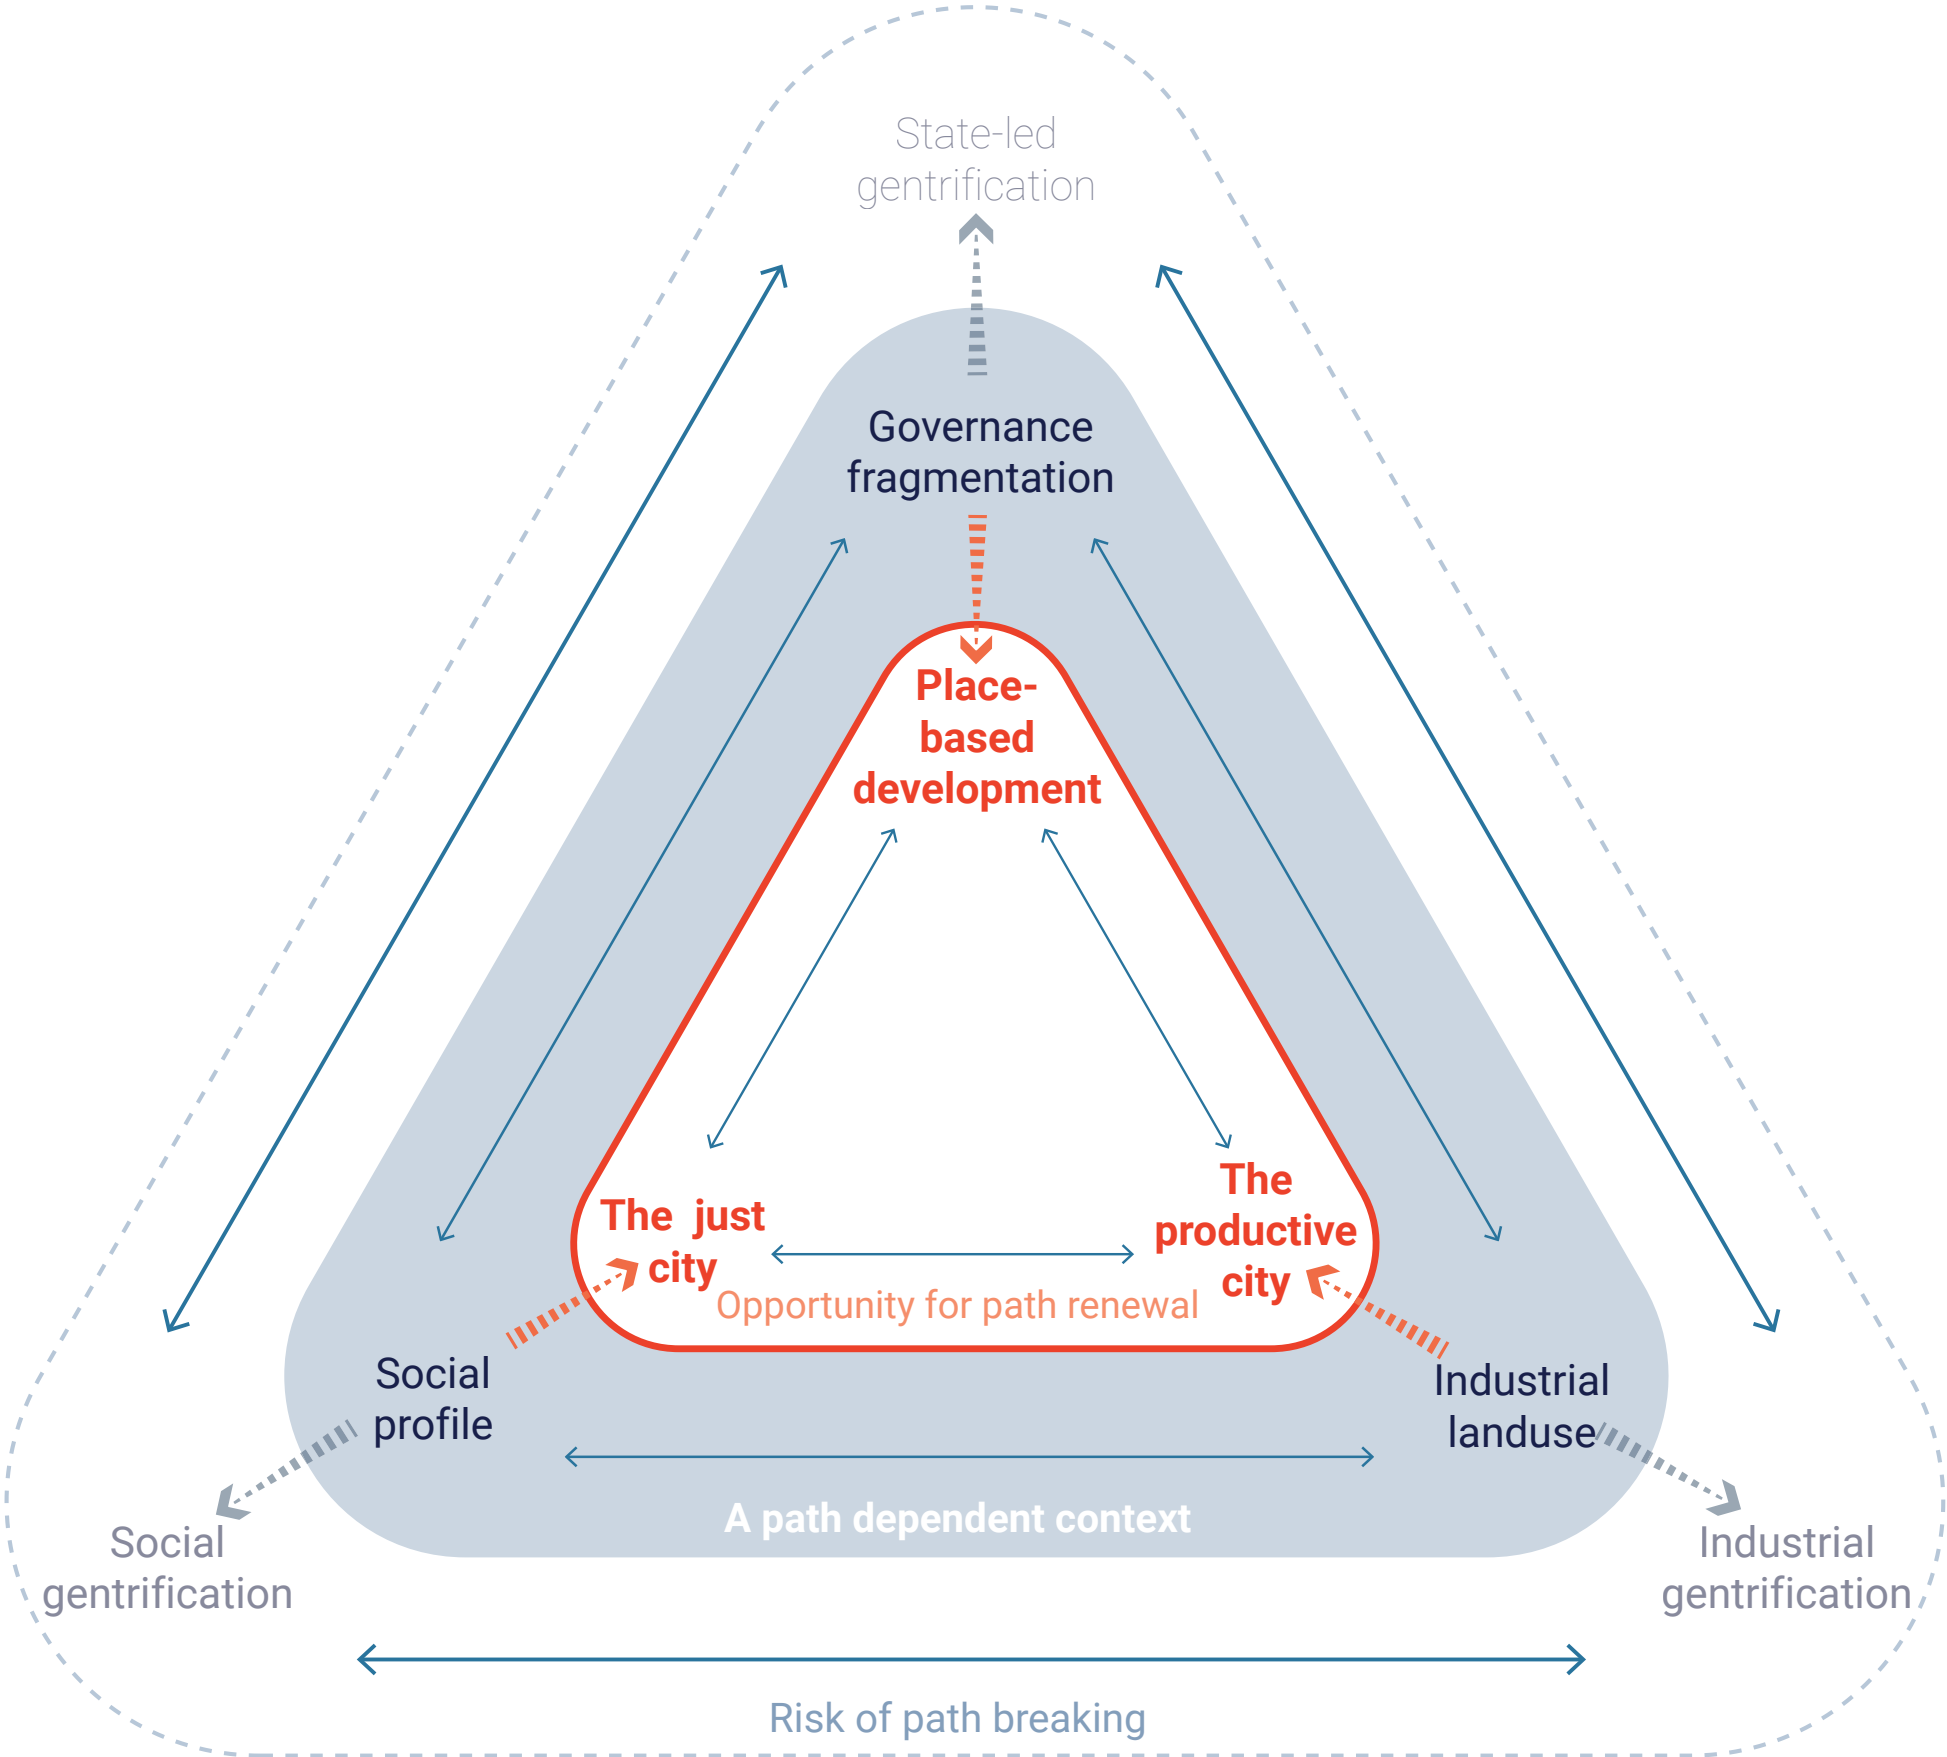 State-led
gentrification
Governance
fragmentation
Place-
based
development
The just
city
The
productive
city
Opportunity for path renewal
Social
profile
Industrial
landuse
A path dependent context
Social
gentrification
Industrial
gentrification
Risk of path breaking